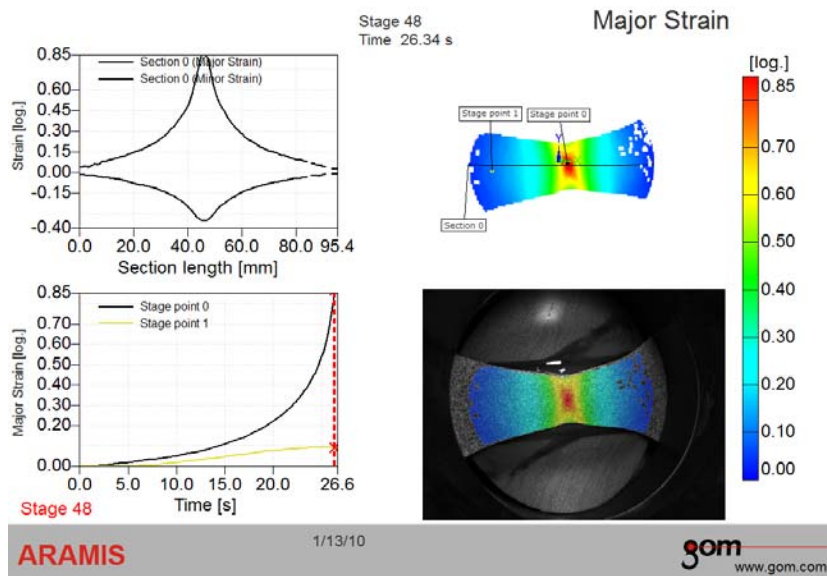 Stage 48
Time 26.34 s
Major Strain
0.85
0.60
0.45
0.30
0.15
0.00
-0.15
-0.40
Strain [log.]
Section 0 (Major Strain)
Section 0 (Minor Strain)
0.0 20.0 40.0 60.0 80.0 95.4
Section length [mm]
Stage point 1
Stage point 0
Y
Section 0
[log.]
0.85
0.80
0.70
0.60
0.50
0.40
0.30
0.20
0.10
0.00
0.85
0.70
0.60
0.50
0.40
0.30
0.20
0.00
Major Strain [log.]
Stage point 0
Stage point 1
0.0 5.0 10.0 15.0 20.0 26.6
Time [s]
Stage 48
ARAMIS
1/13/10
gom
www.gom.com